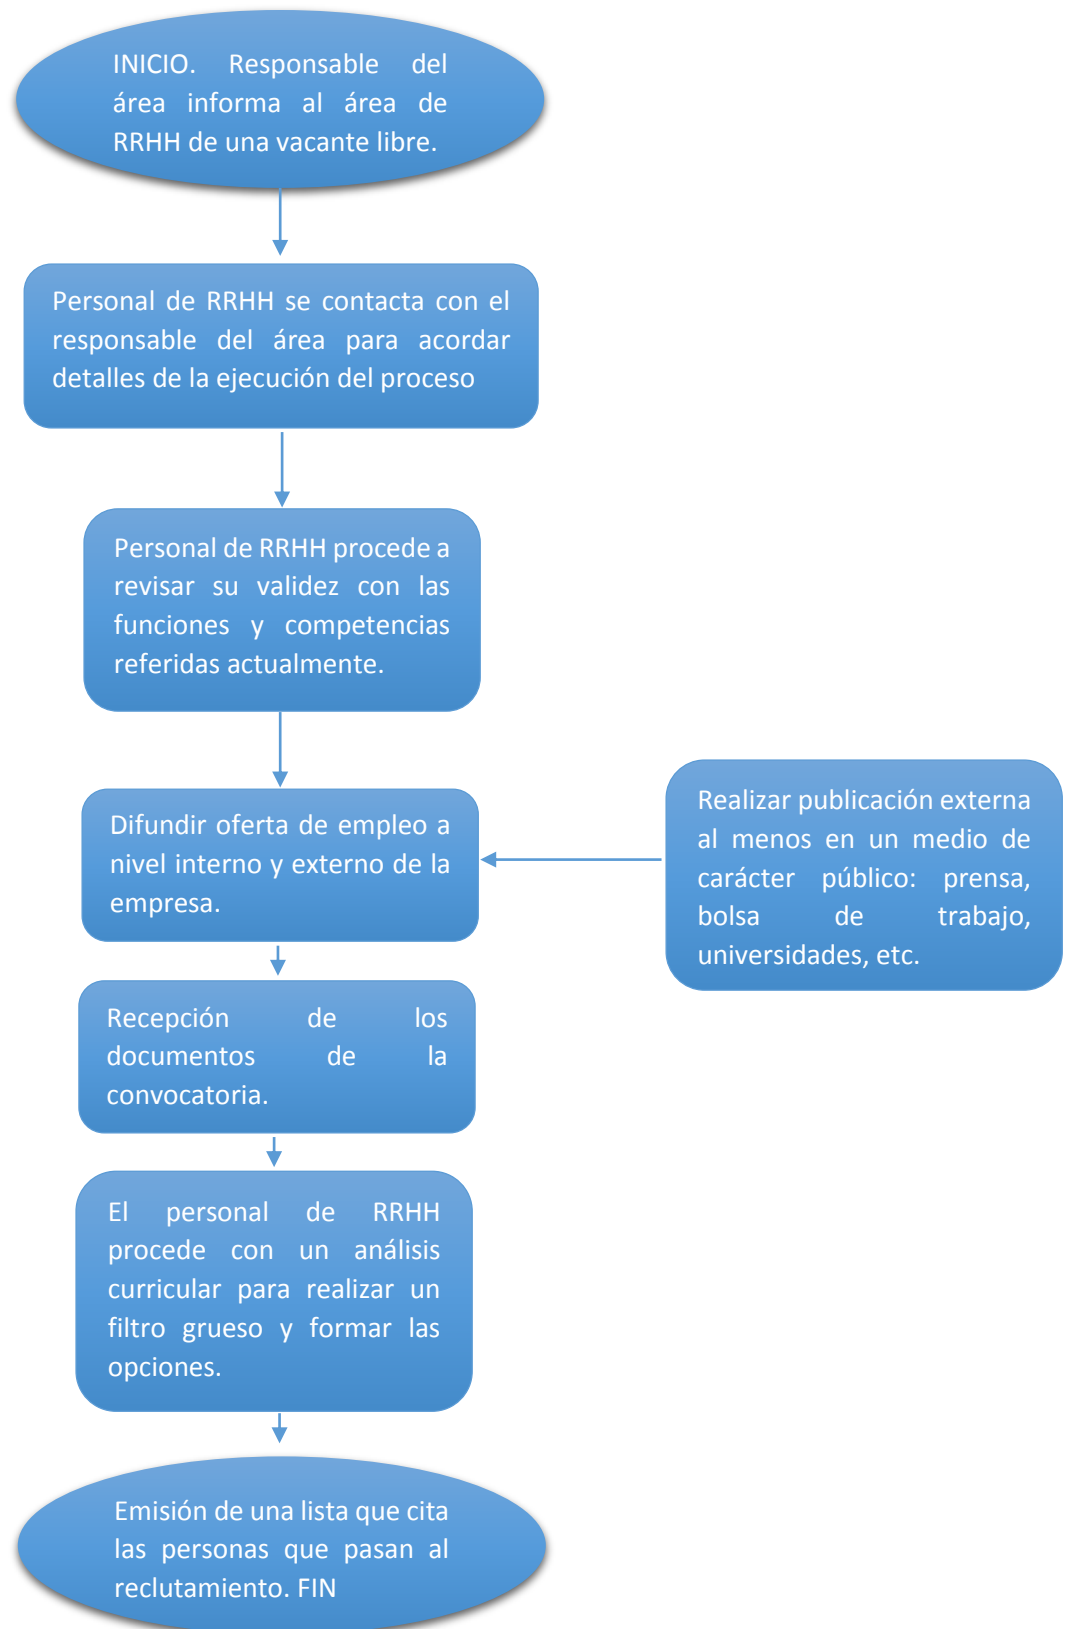 INICIO. Responsable del
área informa al área de
RRHH de una vacante libre.
Personal de RRHH se contacta con el
responsable del área para acordar
detalles de la ejecución del proceso
Personal de RRHH procede a
revisar su validez con las
funciones y competencias
referidas actualmente.
Difundir oferta de empleo a
nivel interno y externo de la
empresa.
Realizar publicación externa
al menos en un medio de
carácter público: prensa,
bolsa de trabajo,
universidades, etc.
Recepción de los
documentos de la
convocatoria.
El personal de RRHH
procede con un análisis
curricular para realizar un
filtro grueso y formar las
opciones.
Emisión de una lista que cita
las personas que pasan al
reclutamiento. FIN